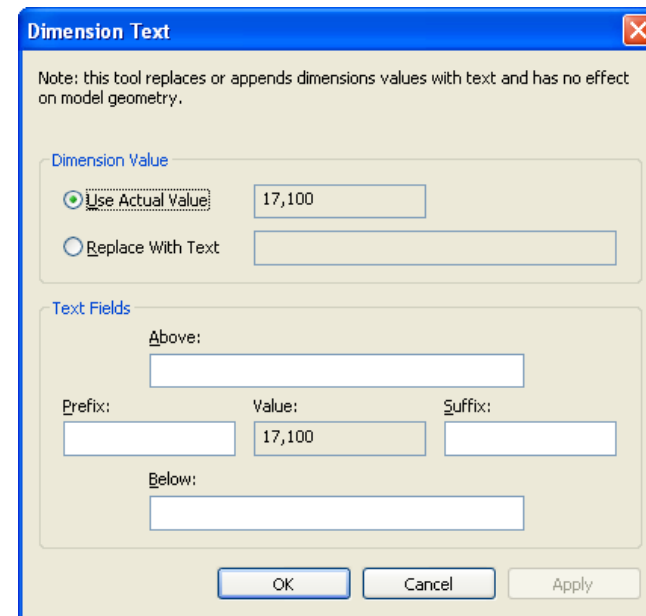 Dimension Text
Note: this tool replaces or appends dimensions values with text and has no effect
on model geometry.
Dimension Value
Use Actual Value 17,100
Replace With Text
Text Fields
Above:
Prefix: Value: Suffix:
17,100
Below:
OK Cancel Apply